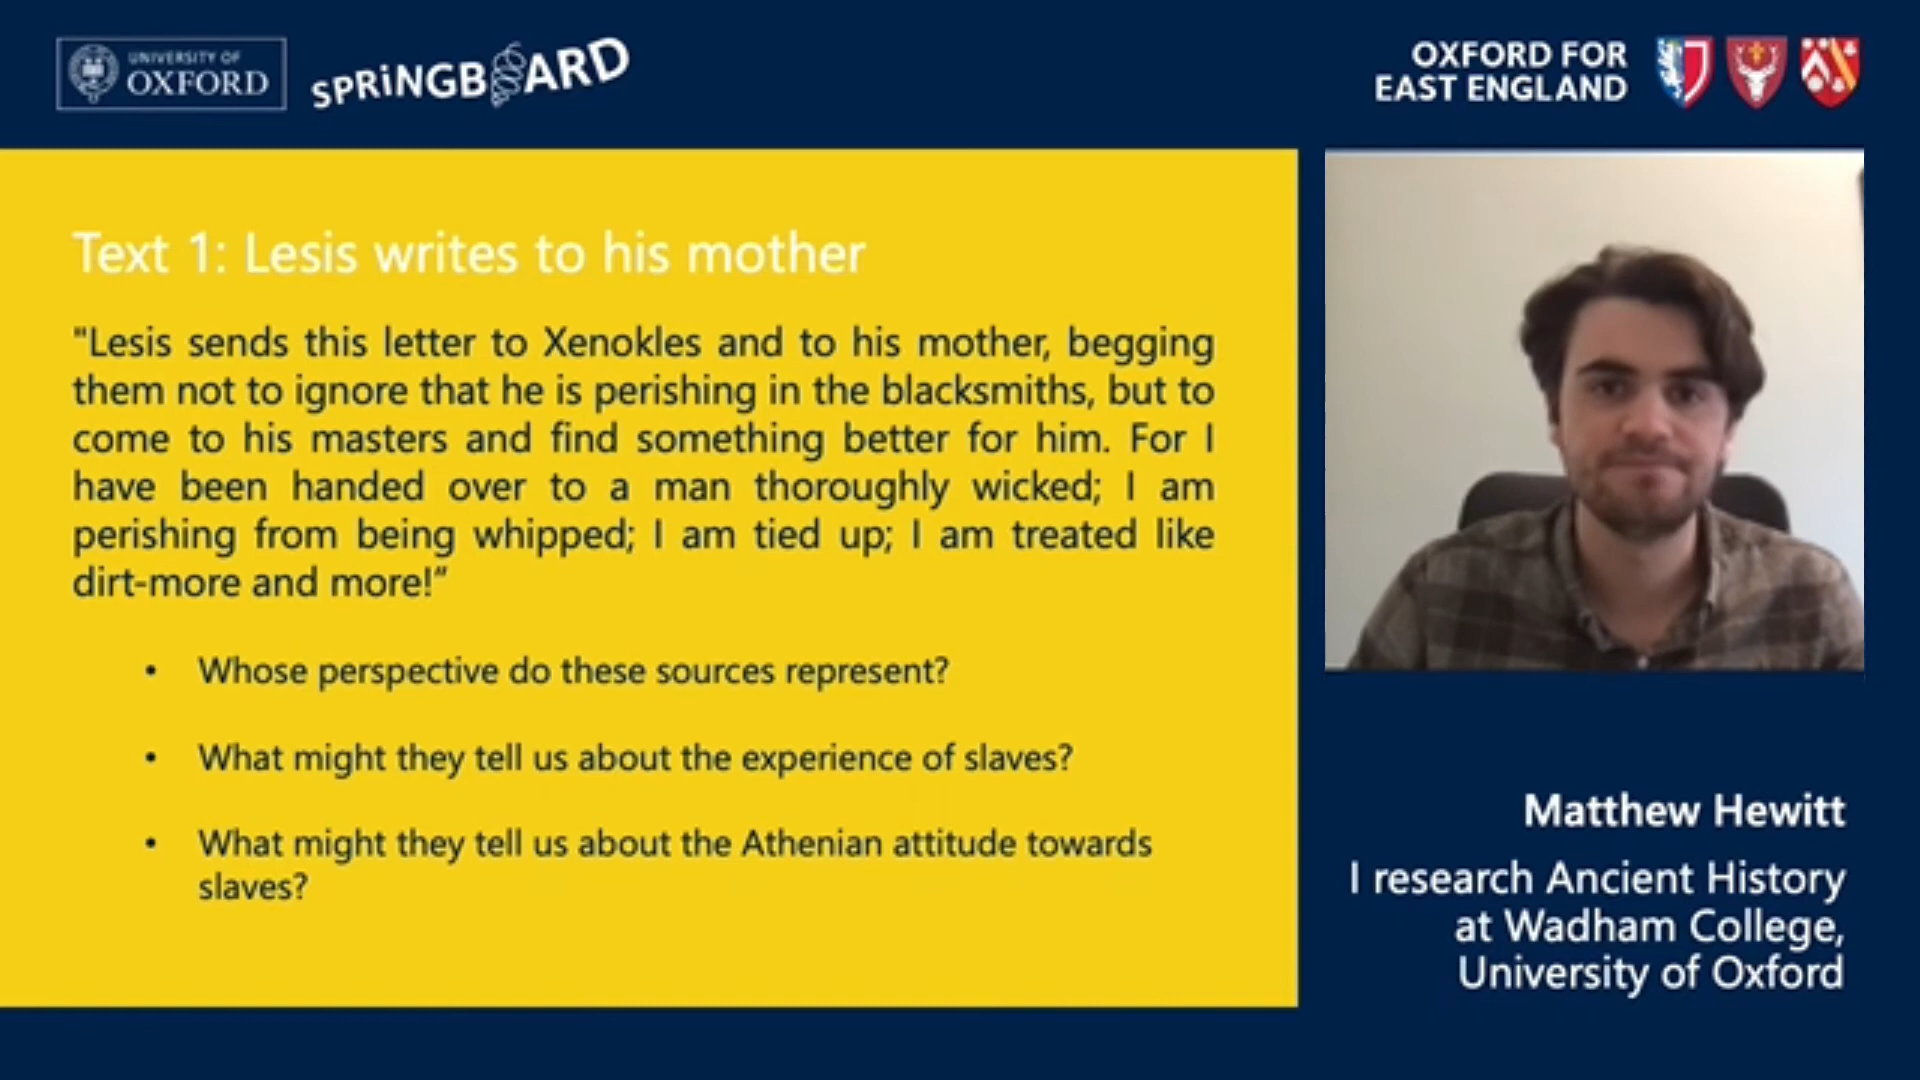 UNIVERSITY OF
OXFORD
SPRiNGBOARD
OXFORD FOR
EAST ENGLAND
Text 1: Lesis writes to his mother
"Lesis sends this letter to Xenokles and to his mother, begging
them not to ignore that he is perishing in the blacksmiths, but to
come to his masters and find something better for him. For I
have been handed over to a man thoroughly wicked; I am
perishing from being whipped; I am tied up; I am treated like
dirt-more and more!”
• Whose perspective do these sources represent?
• What might they tell us about the experience of slaves?
• What might they tell us about the Athenian attitude towards
slaves?
Matthew Hewitt
I research Ancient History
at Wadham College,
University of Oxford